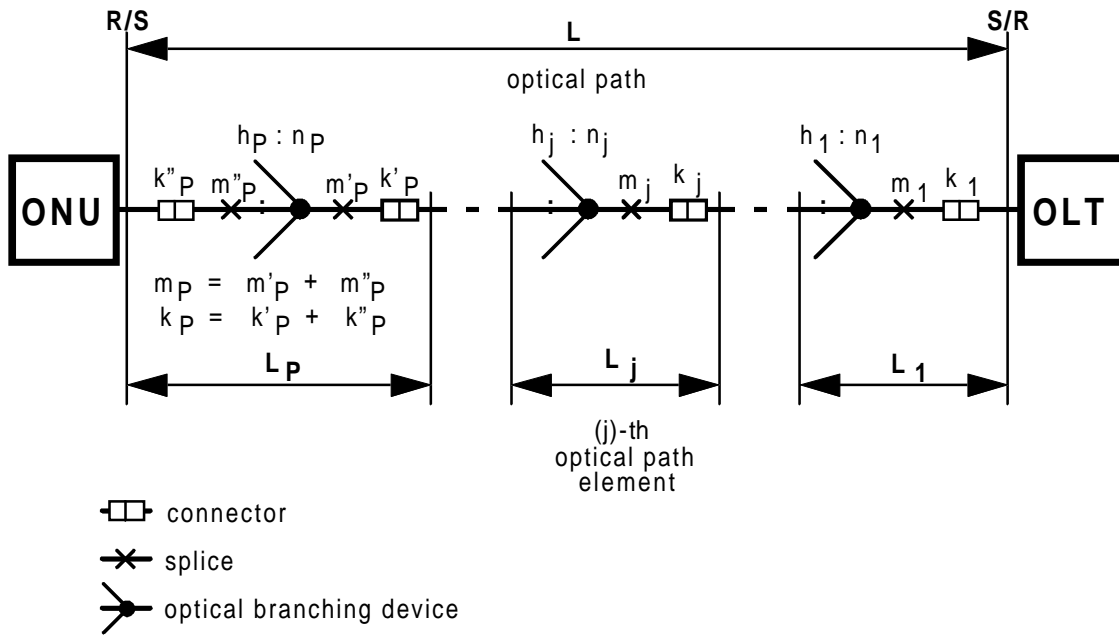 R/S L S/R
optical path
h_P : n_P h_j : n_j h_1 : n_1
k"_P m"_P m'_P k'_P m_j k_j m_1 k_1
ONU : : : OLT
m_P = m'_P + m"_P
k_P = k'_P + k"_P
L_P L_j L_1
(j)-th
optical path
element
connector
splice
optical branching device